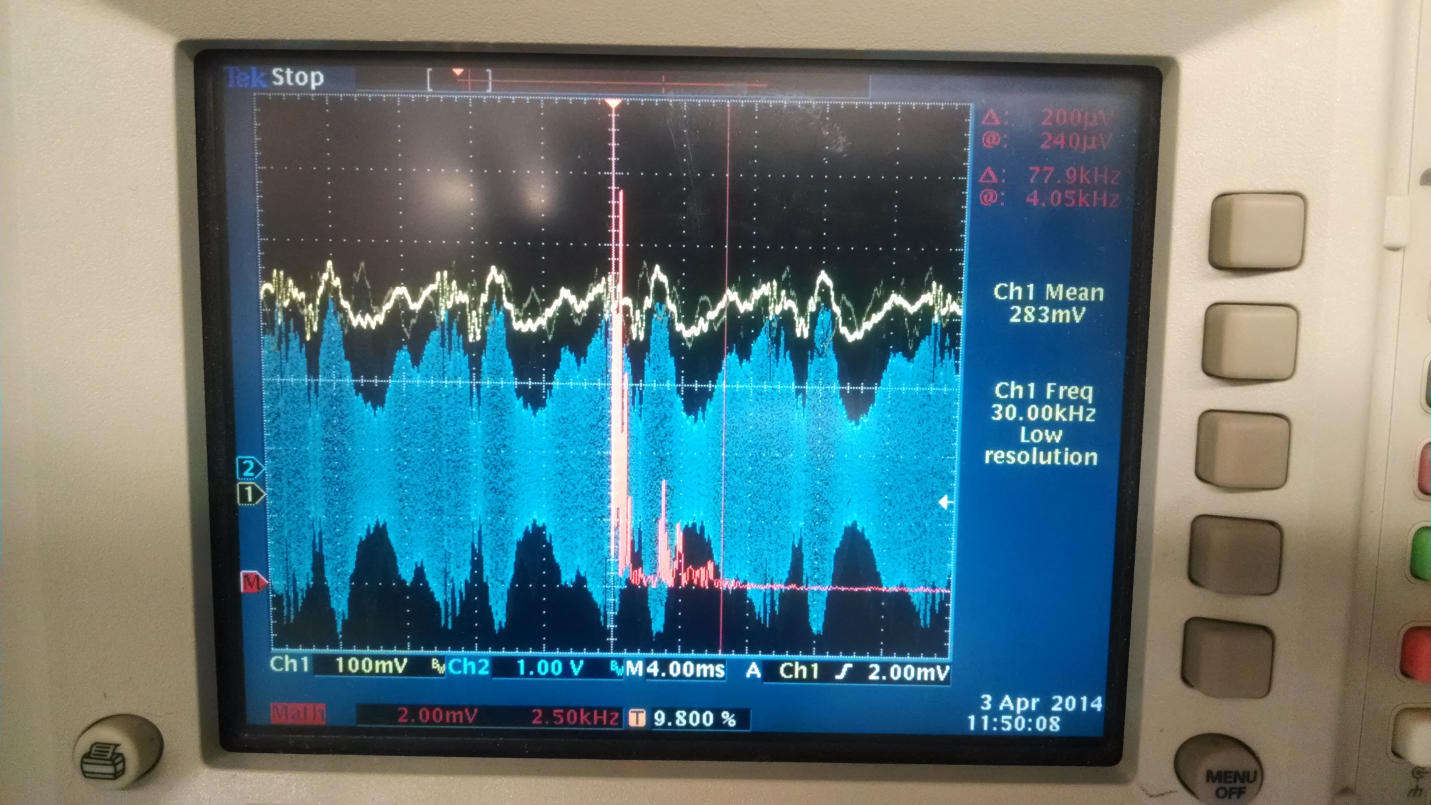 Tek Stop
Δ: 200µV
@: 240µV
Δ: 77.9kHz
@: 4.05kHz
Ch1 Mean
283mV
Ch1 Freq
30.00kHz
Low
resolution
2
1
M
Ch1 100mV BW Ch2 1.00 V BW M 4.00ms A Ch1 2.00mV
Math 2.00mV 2.50kHz T 9.800 %
3 Apr 2014
11:50:08
MENU
OFF